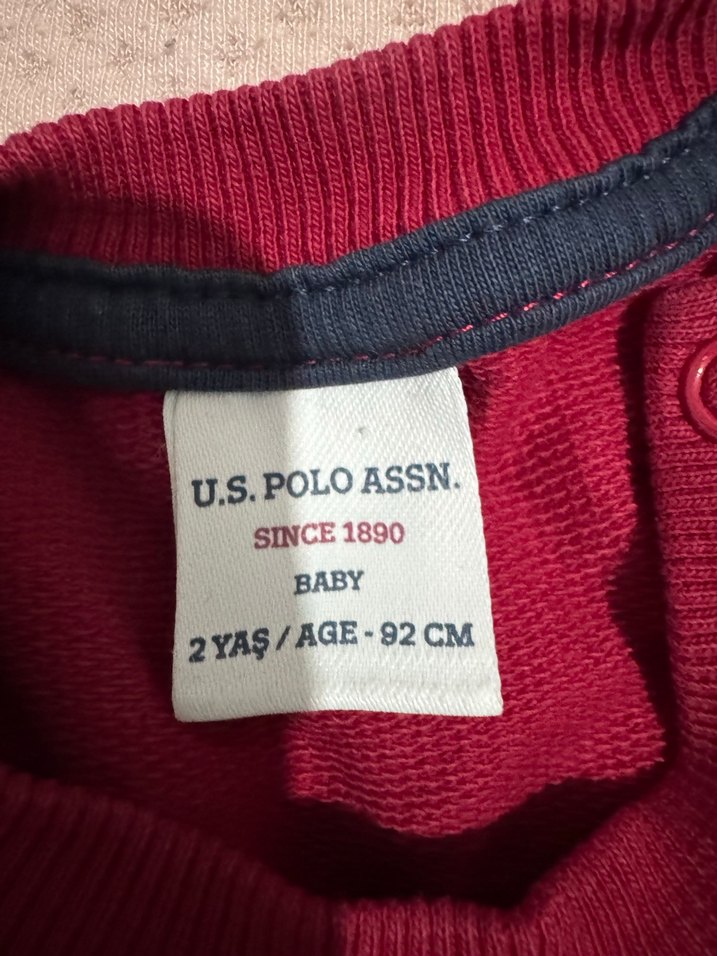 U.S. POLO ASSN.
SINCE 1890
BABY
2 YAŞ / AGE - 92 CM